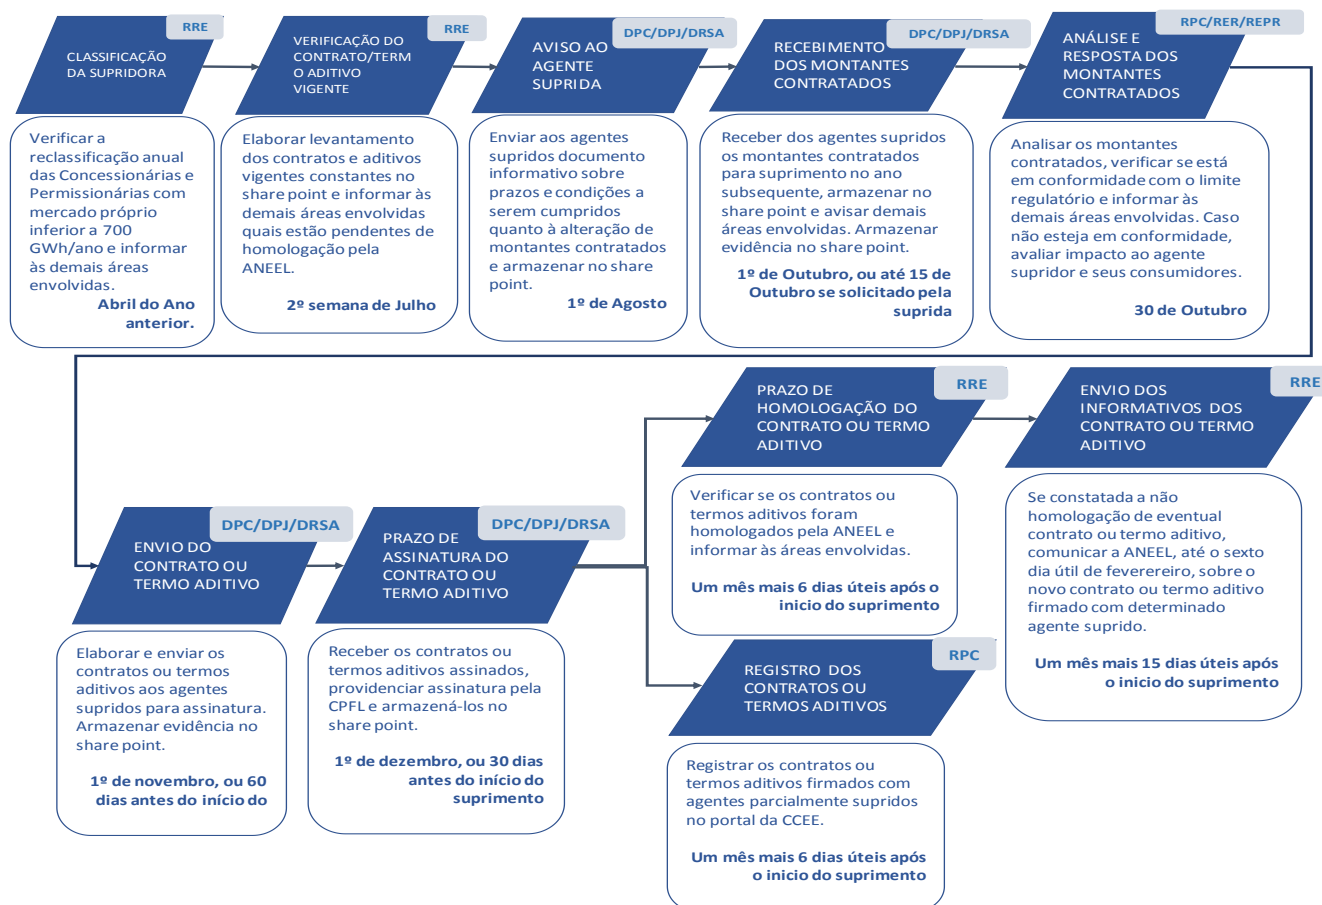 RRE
CLASSIFICAÇÃO
DA SUPRIDORA
Verificar a
reclassificação anual
das Concessionárias e
Permissionárias com
mercado próprio
inferior a 700
GWh/ano e informar
às demais áreas
envolvidas.
Abril do Ano
anterior.
RRE
VERIFICAÇÃO DO
CONTRATO/TERM
O ADITIVO
VIGENTE
Elaborar levantamento
dos contratos e aditivos
vigentes constantes no
share point e informar às
demais áreas envolvidas
quais estão pendentes de
homologação pela
ANEEL.
2º semana de Julho
DPC/DPJ/DRSA
AVISO AO
AGENTE
SUPRIDA
Enviar aos agentes
supridos documento
informativo sobre
prazos e condições a
serem cumpridos
quanto à alteração de
montantes contratados
e armazenar no share
point.
1º de Agosto
DPC/DPJ/DRSA
RECEBIMENTO
DOS MONTANTES
CONTRATADOS
Receber dos agentes supridos
os montantes contratados
para suprimento no ano
subsequente, armazenar no
share point e avisar demais
áreas envolvidas. Armazenar
evidência no share point.
1º de Outubro, ou até 15 de
Outubro se solicitado pela
suprida
RPC/RER/REPR
ANÁLISE E
RESPOSTA DOS
MONTANTES
CONTRATADOS
Analisar os montantes
contratados, verificar se está
em conformidade com o limite
regulatório e informar às
demais áreas envolvidas. Caso
não esteja em conformidade,
avaliar impacto ao agente
supridor e seus consumidores.
30 de Outubro
DPC/DPJ/DRSA
ENVIO DO
CONTRATO OU
TERMO ADITIVO
Elaborar e enviar os
contratos ou termos
aditivos aos agentes
supridos para assinatura.
Armazenar evidência no
share point.
1º de novembro, ou 60
dias antes do início do
DPC/DPJ/DRSA
PRAZO DE
ASSINATURA DO
CONTRATO OU
TERMO ADITIVO
Receber os contratos ou
termos aditivos assinados,
providenciar assinatura pela
CPFL e armazená-los no
share point.
1º de dezembro, ou 30 dias
antes do início do
suprimento
RRE
PRAZO DE
HOMOLOGAÇÃO DO
CONTRATO OU TERMO
ADITIVO
Verificar se os contratos ou
termos aditivos foram
homologados pela ANEEL e
informar às áreas envolvidas.
Um mês mais 6 dias úteis após o
inicio do suprimento
RRE
ENVIO DOS
INFORMATIVOS DOS
CONTRATO OU TERMO
ADITIVO
Se constatada a não
homologação de eventual
contrato ou termo aditivo,
comunicar a ANEEL, até o sexto
dia útil de feverereiro, sobre o
novo contrato ou termo aditivo
firmado com determinado
agente suprido.
Um mês mais 15 dias úteis após
o inicio do suprimento
RPC
REGISTRO DOS
CONTRATOS OU
TERMOS ADITIVOS
Registrar os contratos ou
termos aditivos firmados com
agentes parcialmente supridos
no portal da CCEE.
Um mês mais 6 dias úteis após
o inicio do suprimento